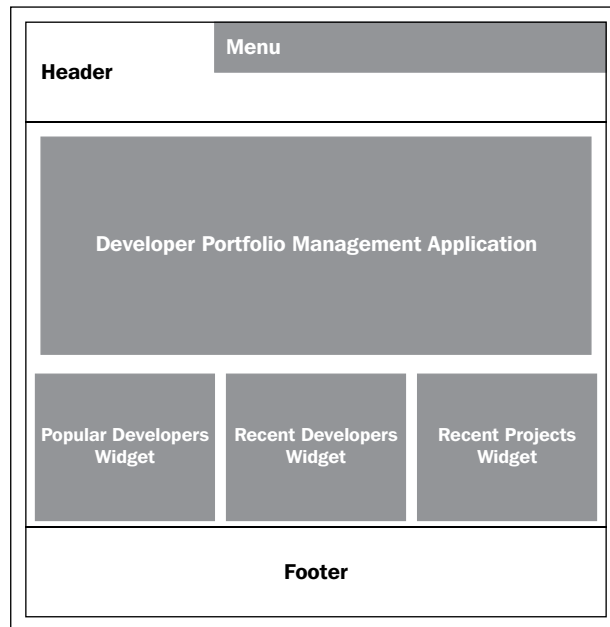 Menu
Header
Developer Portfolio Management Application
Popular Developers
Widget
Recent Developers
Widget
Recent Projects
Widget
Footer